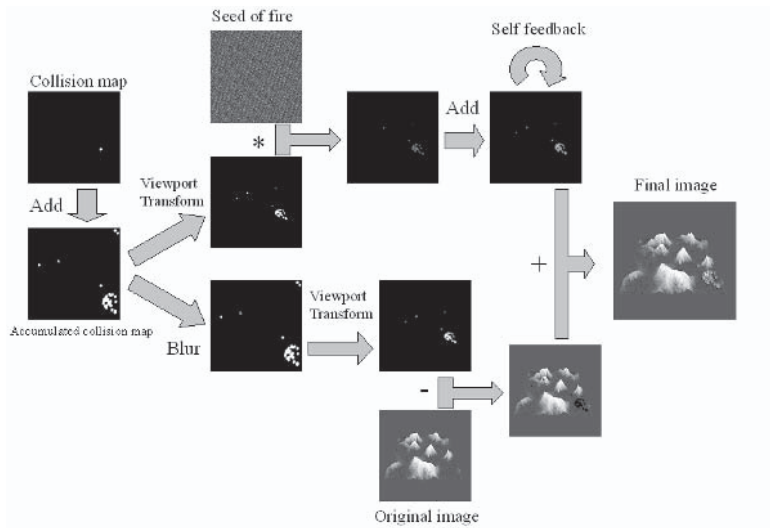 Seed of fire
Self feedback
Collision map
Add
*
Viewport
Transform
Add
Final image
+
Accumulated collision map
Blur
Viewport
Transform
-
Original image